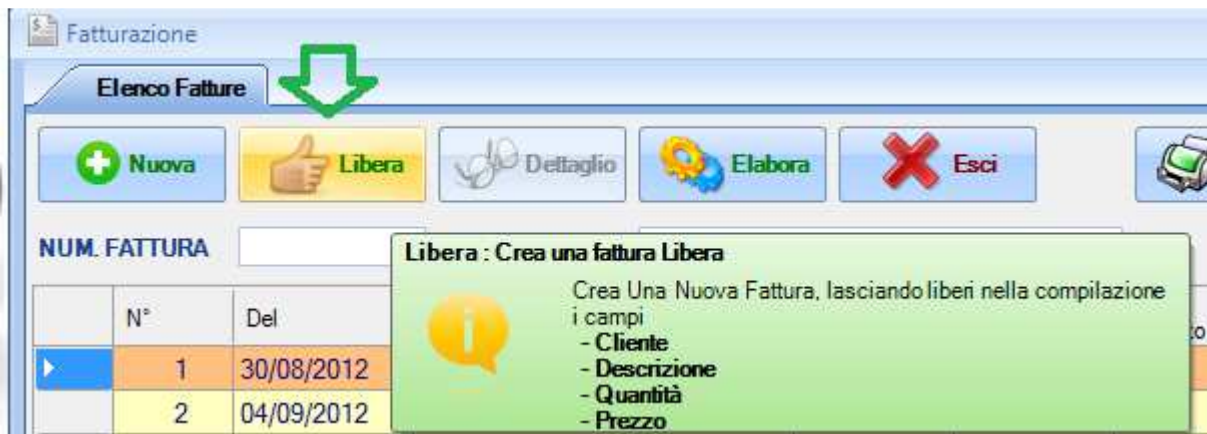 Fatturazione
Elenco Fatture
Nuova
Libera
Dettaglio
Elabora
Esci
NUM. FATTURA
Libera : Crea una fattura Libera
Crea Una Nuova Fattura, lasciando liberi nella compilazione
i campi
- Cliente
- Descrizione
- Quantità
- Prezzo
N° Del
1 30/08/2012
2 04/09/2012